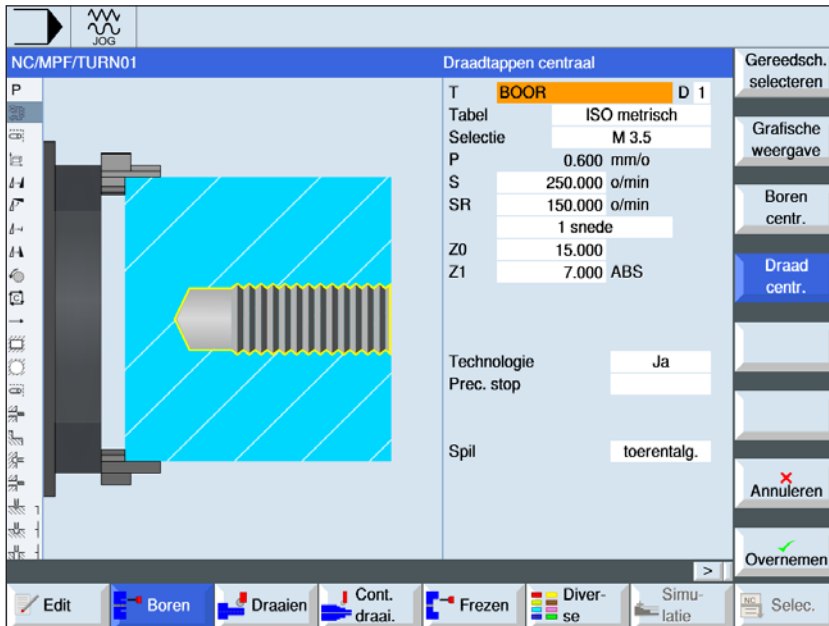 JOG
NC/MPF/TURN01
Draadtappen centraal
P
T BOOR D 1
Tabel ISO metrisch
Selectie M 3.5
P 0.600 mm/o
S 250.000 o/min
SR 150.000 o/min
1 snede
Z0 15.000
Z1 7.000 ABS
Technologie Ja
Prec. stop
Spil toerentalg.
Gereedsch.
selecteren
Grafische
weergave
Boren
centr.
Draad
centr.
Annuleren
Overnemen
>
Edit
Boren
Draaien
Cont.
draai.
Frezen
Diver-
se
Simu-
latie
NC
Selec.